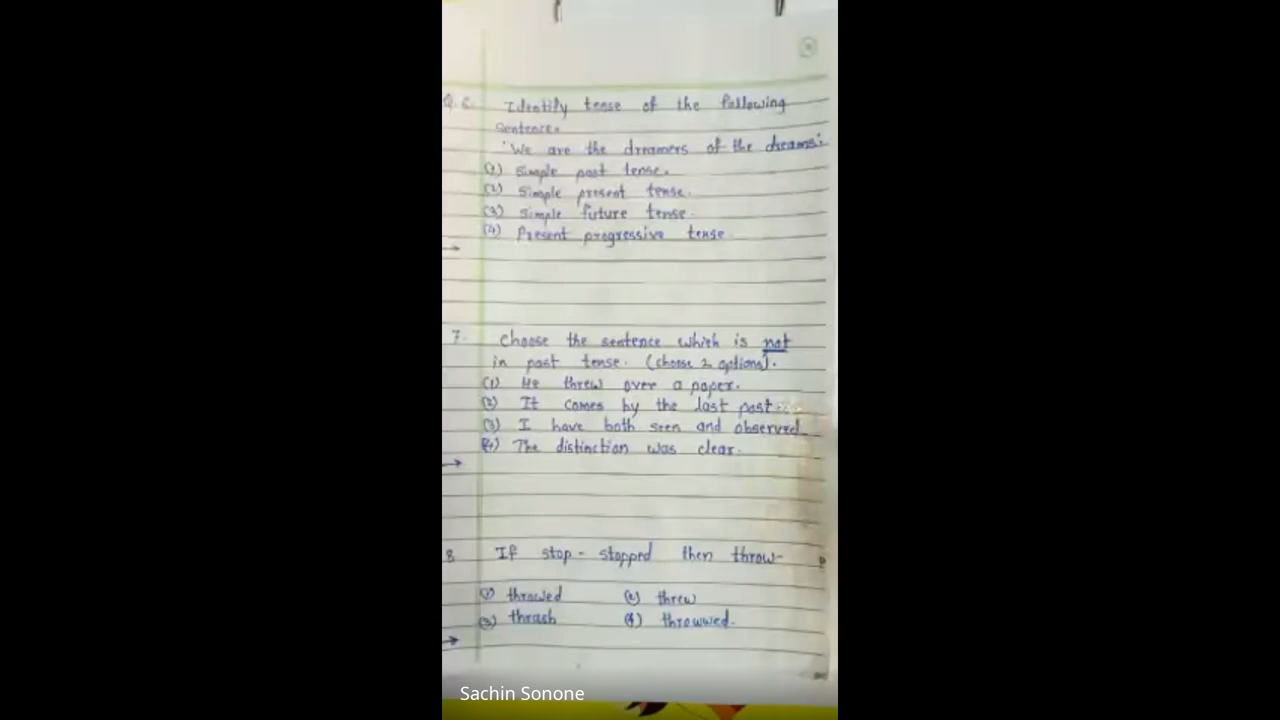 Q.6. Identify tense of the following
sentence.
"We are the dreamers of the dreams".
(1) Simple past tense.
(2) Simple present tense.
(3) Simple future tense.
(4) Present progressive tense.
→
7. Choose the sentence which is not
in past tense. (choose 2 options).
(1) He threw over a paper.
(2) It comes by the last post.
(3) I have both seen and observed
(4) The distinction was clear.
→
8 If stop - stopped then throw- ?
(1) throwed (2) threw
(3) thrash (4) throwwed.
→
Sachin Sonone